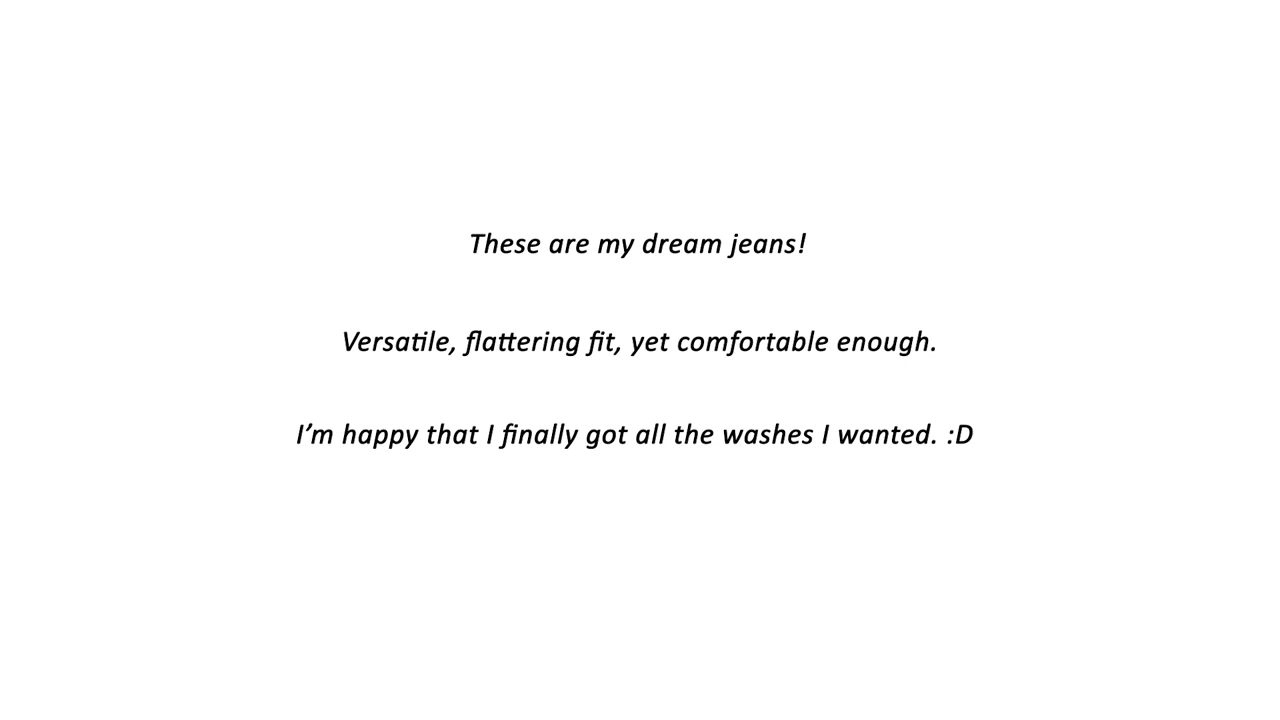 These are my dream jeans!
Versatile, flattering fit, yet comfortable enough.
I’m happy that I finally got all the washes I wanted. :D